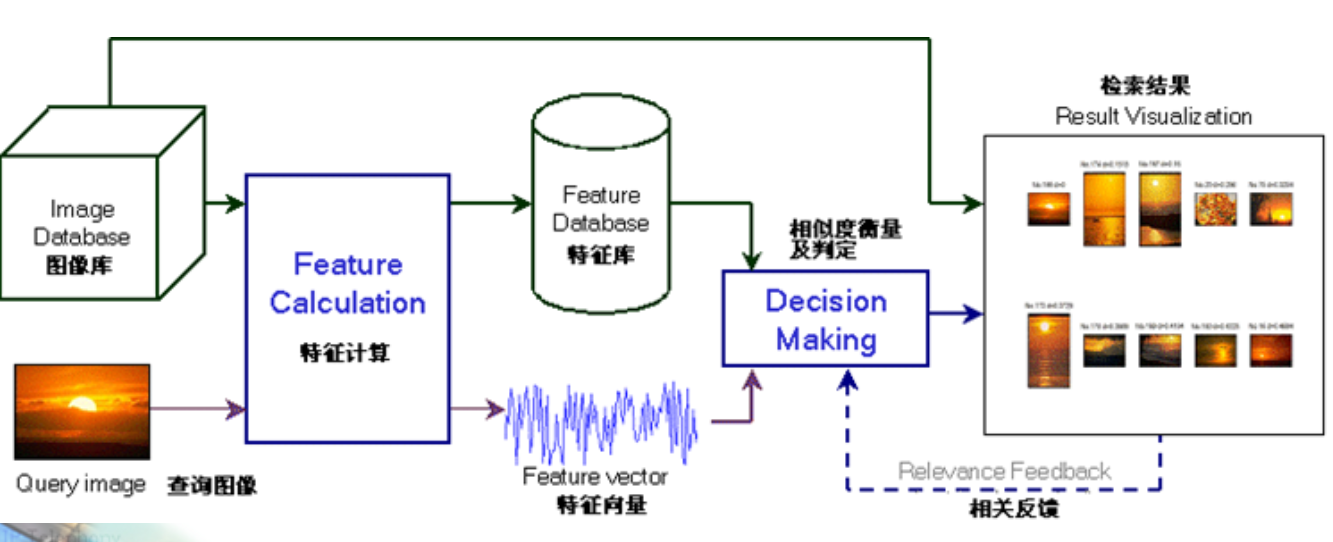 检索结果
Result Visualization
Image
Database
图像库
Feature
Calculation
特征计算
Feature
Database
特征库
相似度衡量
及判定
Decision
Making
Query image 查询图像
Feature vector
特征向量
Relevance Feedback
相关反馈